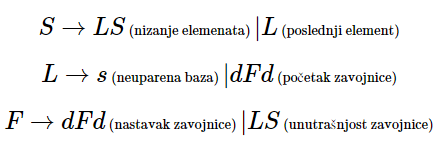 S → LS (nizanje elemenata) | L (poslednji element)
L → s (neuparena baza) | dFd (početak zavojnice)
F → dFd (nastavak zavojnice) | LS (unutrašnjost zavojnice)